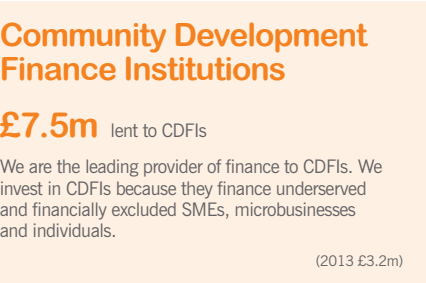 Community Development
Finance Institutions
£7.5m lent to CDFIs
We are the leading provider of finance to CDFIs. We
invest in CDFIs because they finance underserved
and financially excluded SMEs, microbusinesses
and individuals.
(2013 £3.2m)